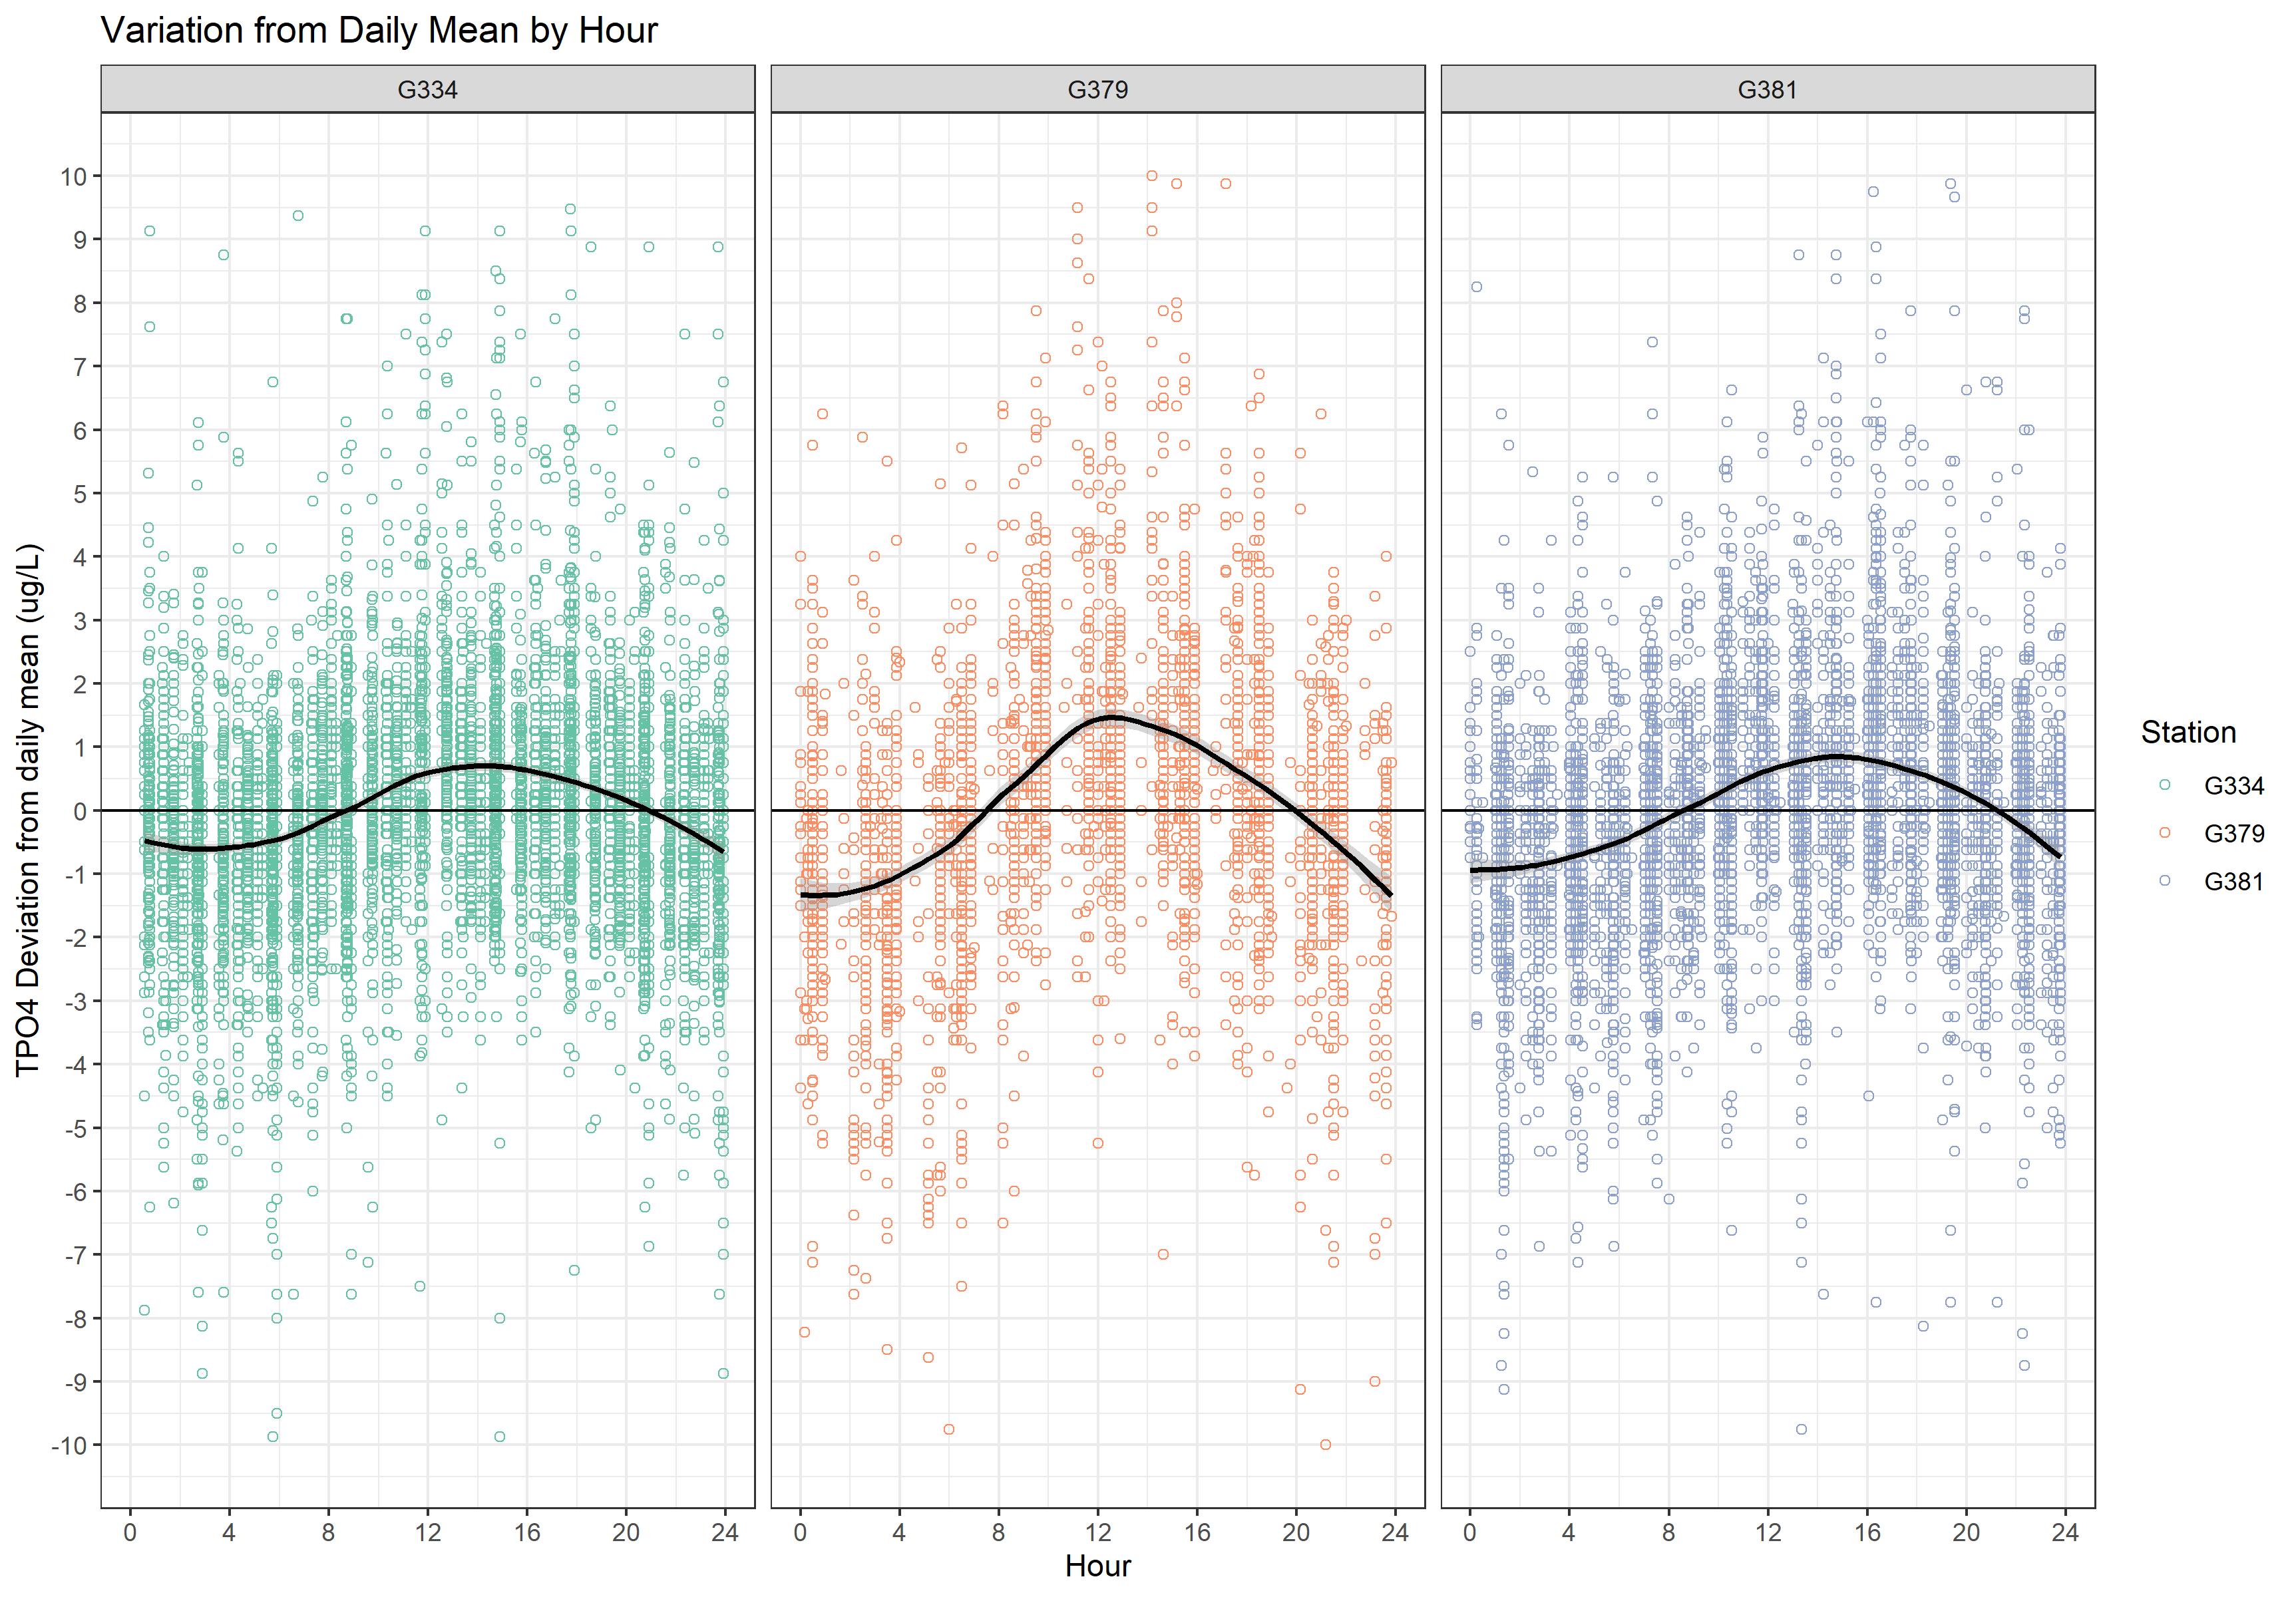 Variation from Daily Mean by Hour
G334 G379 G381
TPO4 Deviation from daily mean (ug/L)
10
9
8
7
6
5
4
3
2
1
0
-1
-2
-3
-4
-5
-6
-7
-8
-9
-10
0 4 8 12 16 20 24 0 4 8 12 16 20 24 0 4 8 12 16 20 24
Hour
Station
G334
G379
G381